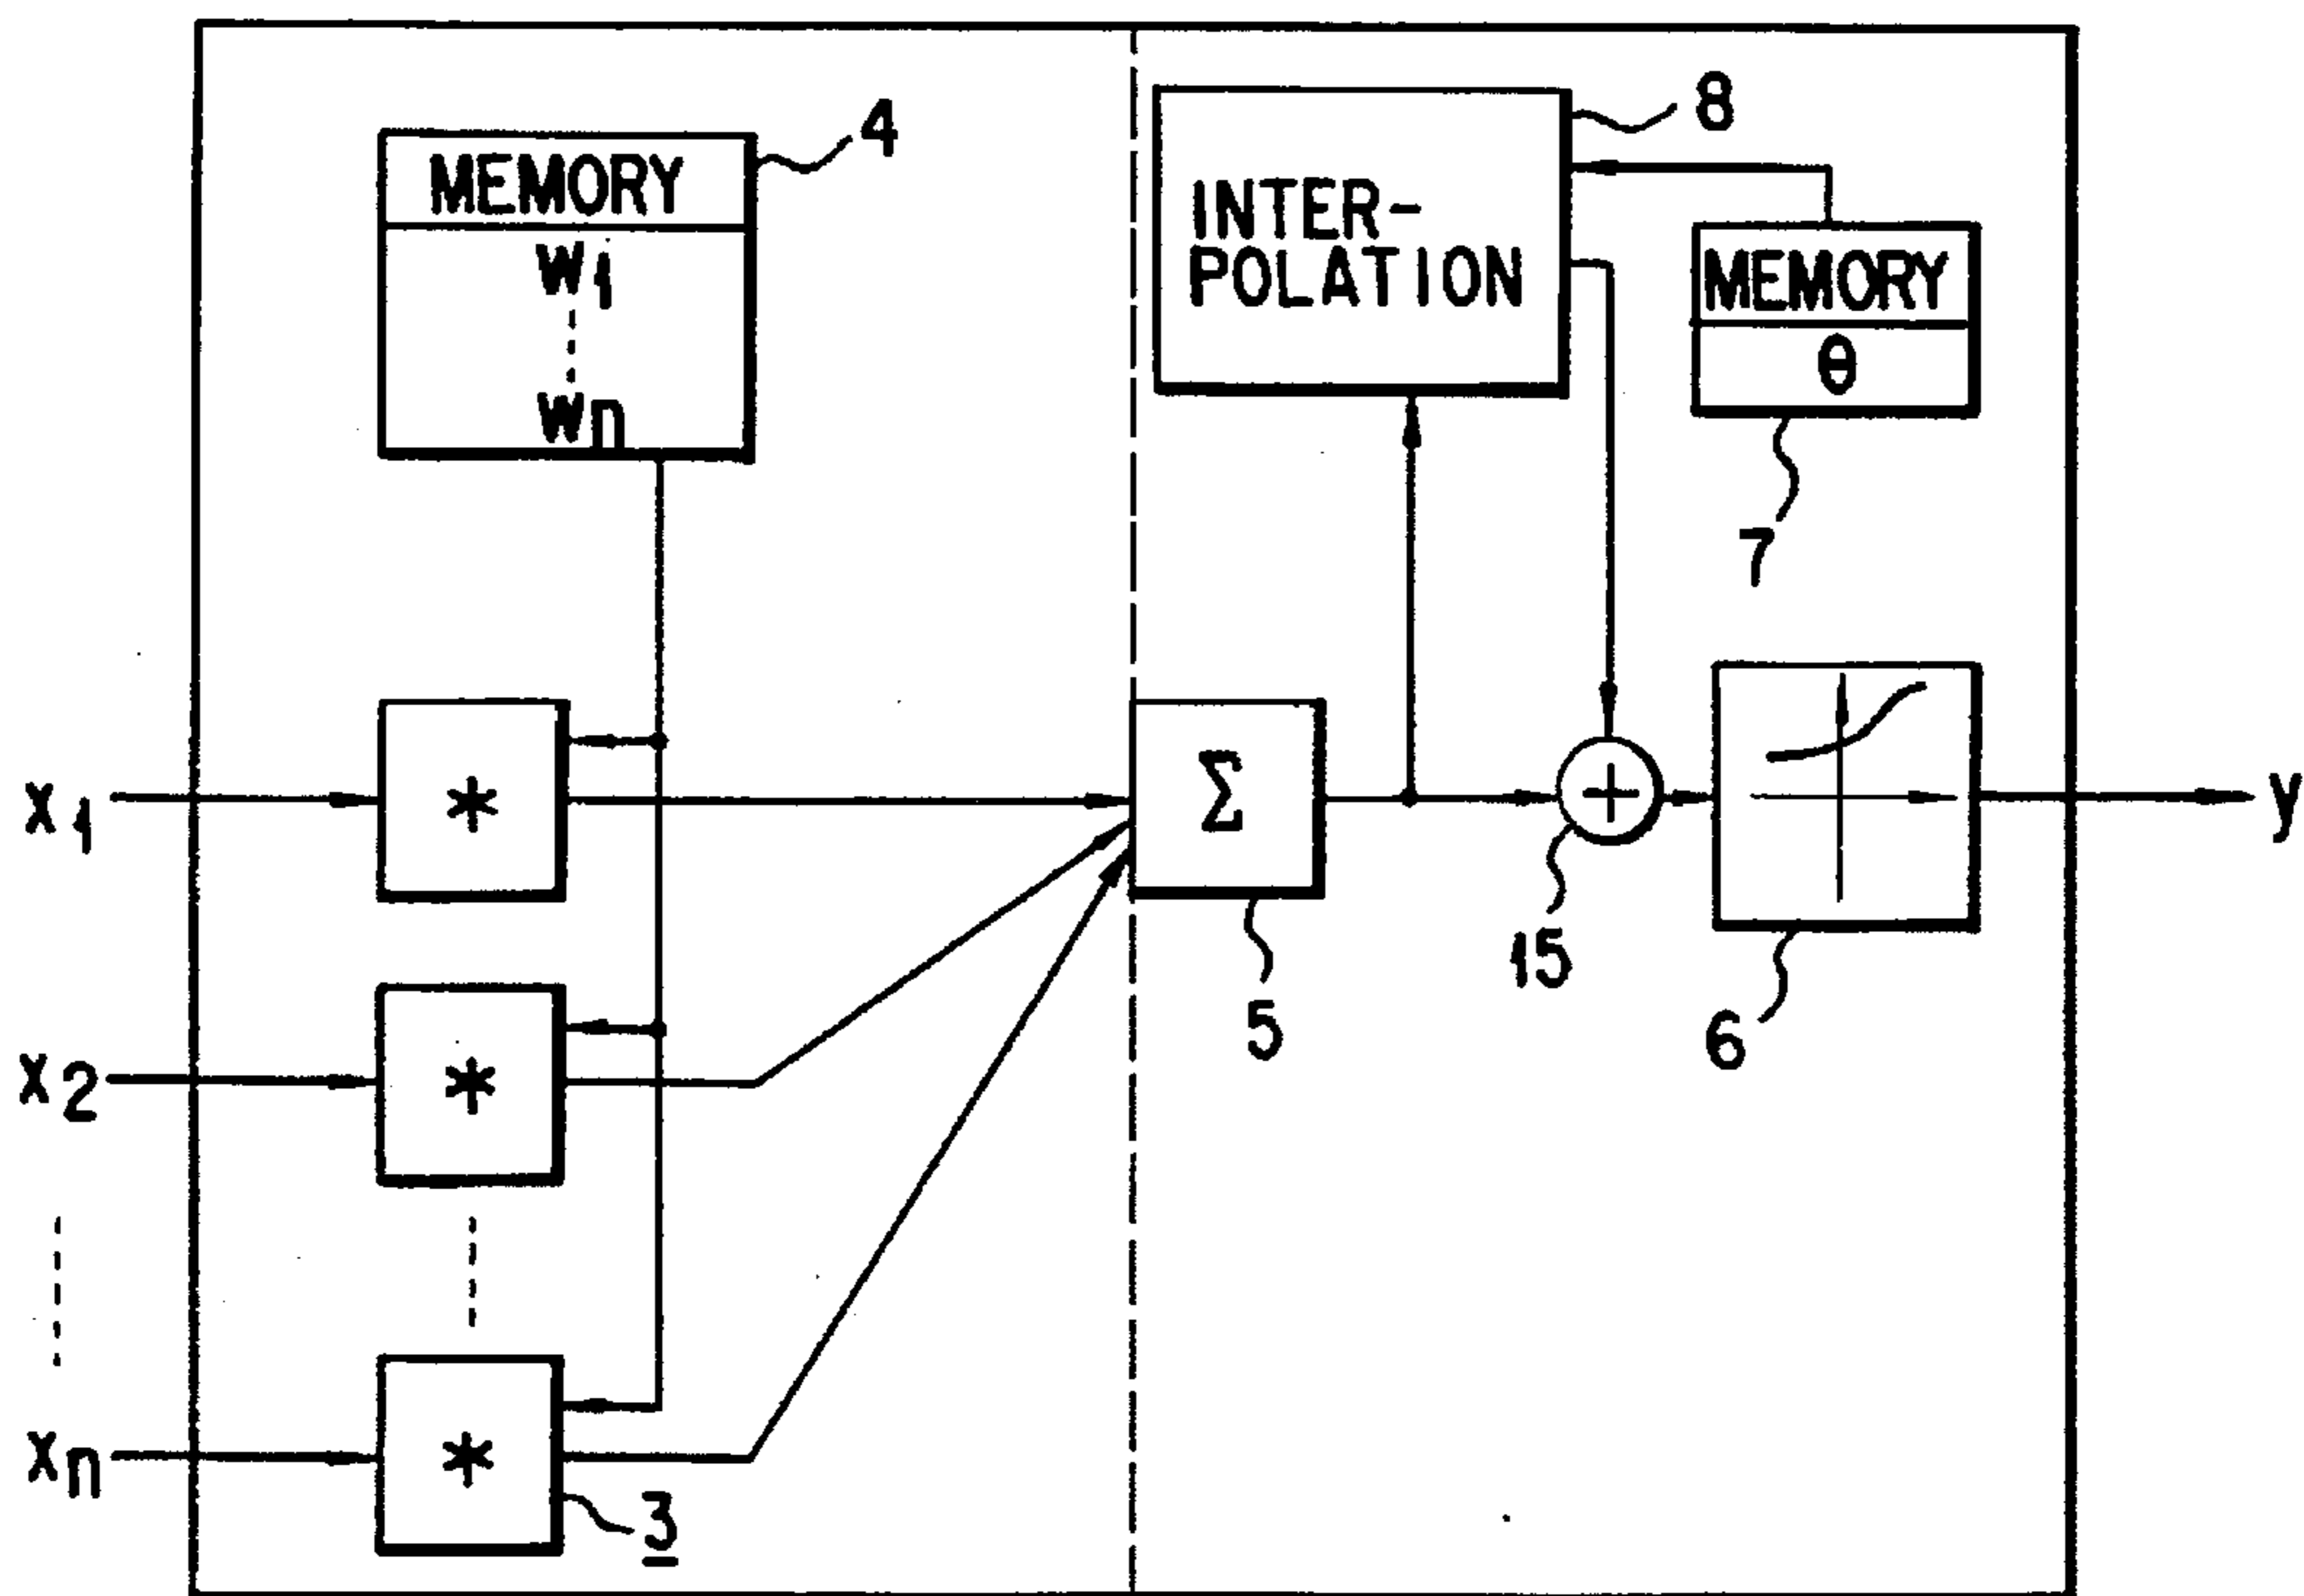 MEMORY
W1
Wn
4
INTER-
POLATION
8
MEMORY
θ
7
X1
*
Σ
5
+
15
6
y
X2
*
Xn
*
3